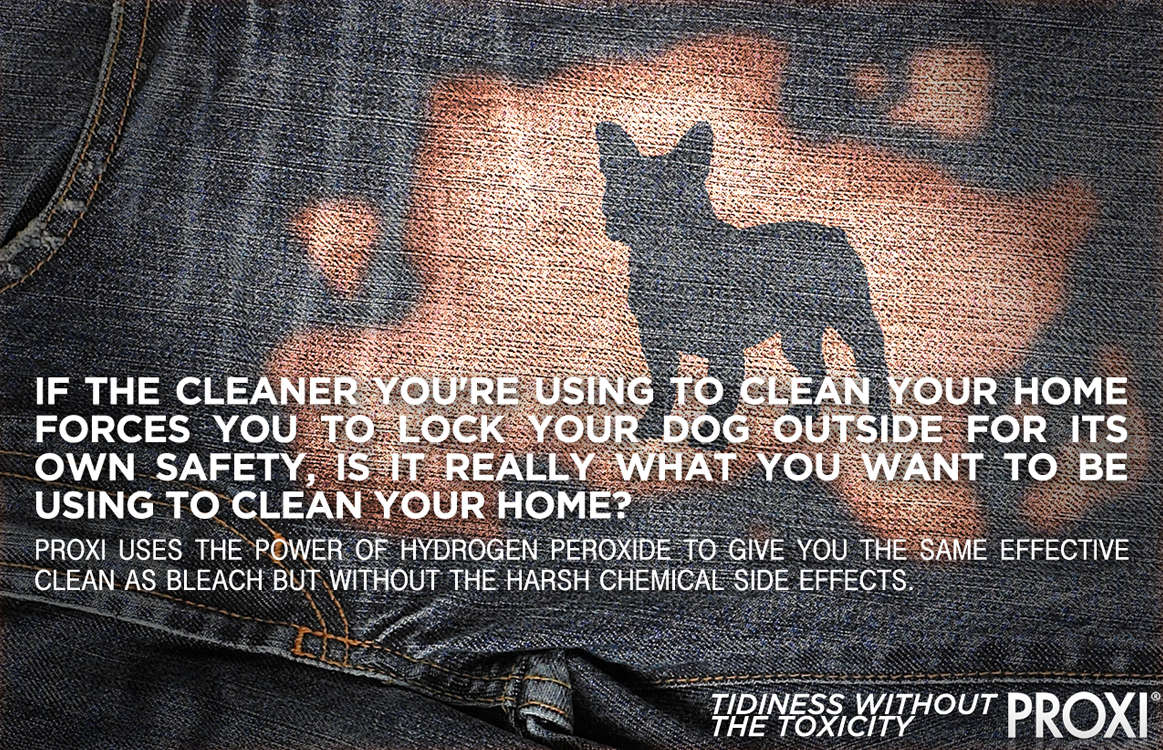 IF THE CLEANER YOU'RE USING TO CLEAN YOUR HOME
FORCES YOU TO LOCK YOUR DOG OUTSIDE FOR ITS
OWN SAFETY, IS IT REALLY WHAT YOU WANT TO BE
USING TO CLEAN YOUR HOME?
PROXI USES THE POWER OF HYDROGEN PEROXIDE TO GIVE YOU THE SAME EFFECTIVE
CLEAN AS BLEACH BUT WITHOUT THE HARSH CHEMICAL SIDE EFFECTS.
TIDINESS WITHOUT
THE TOXICITY
PROXI®